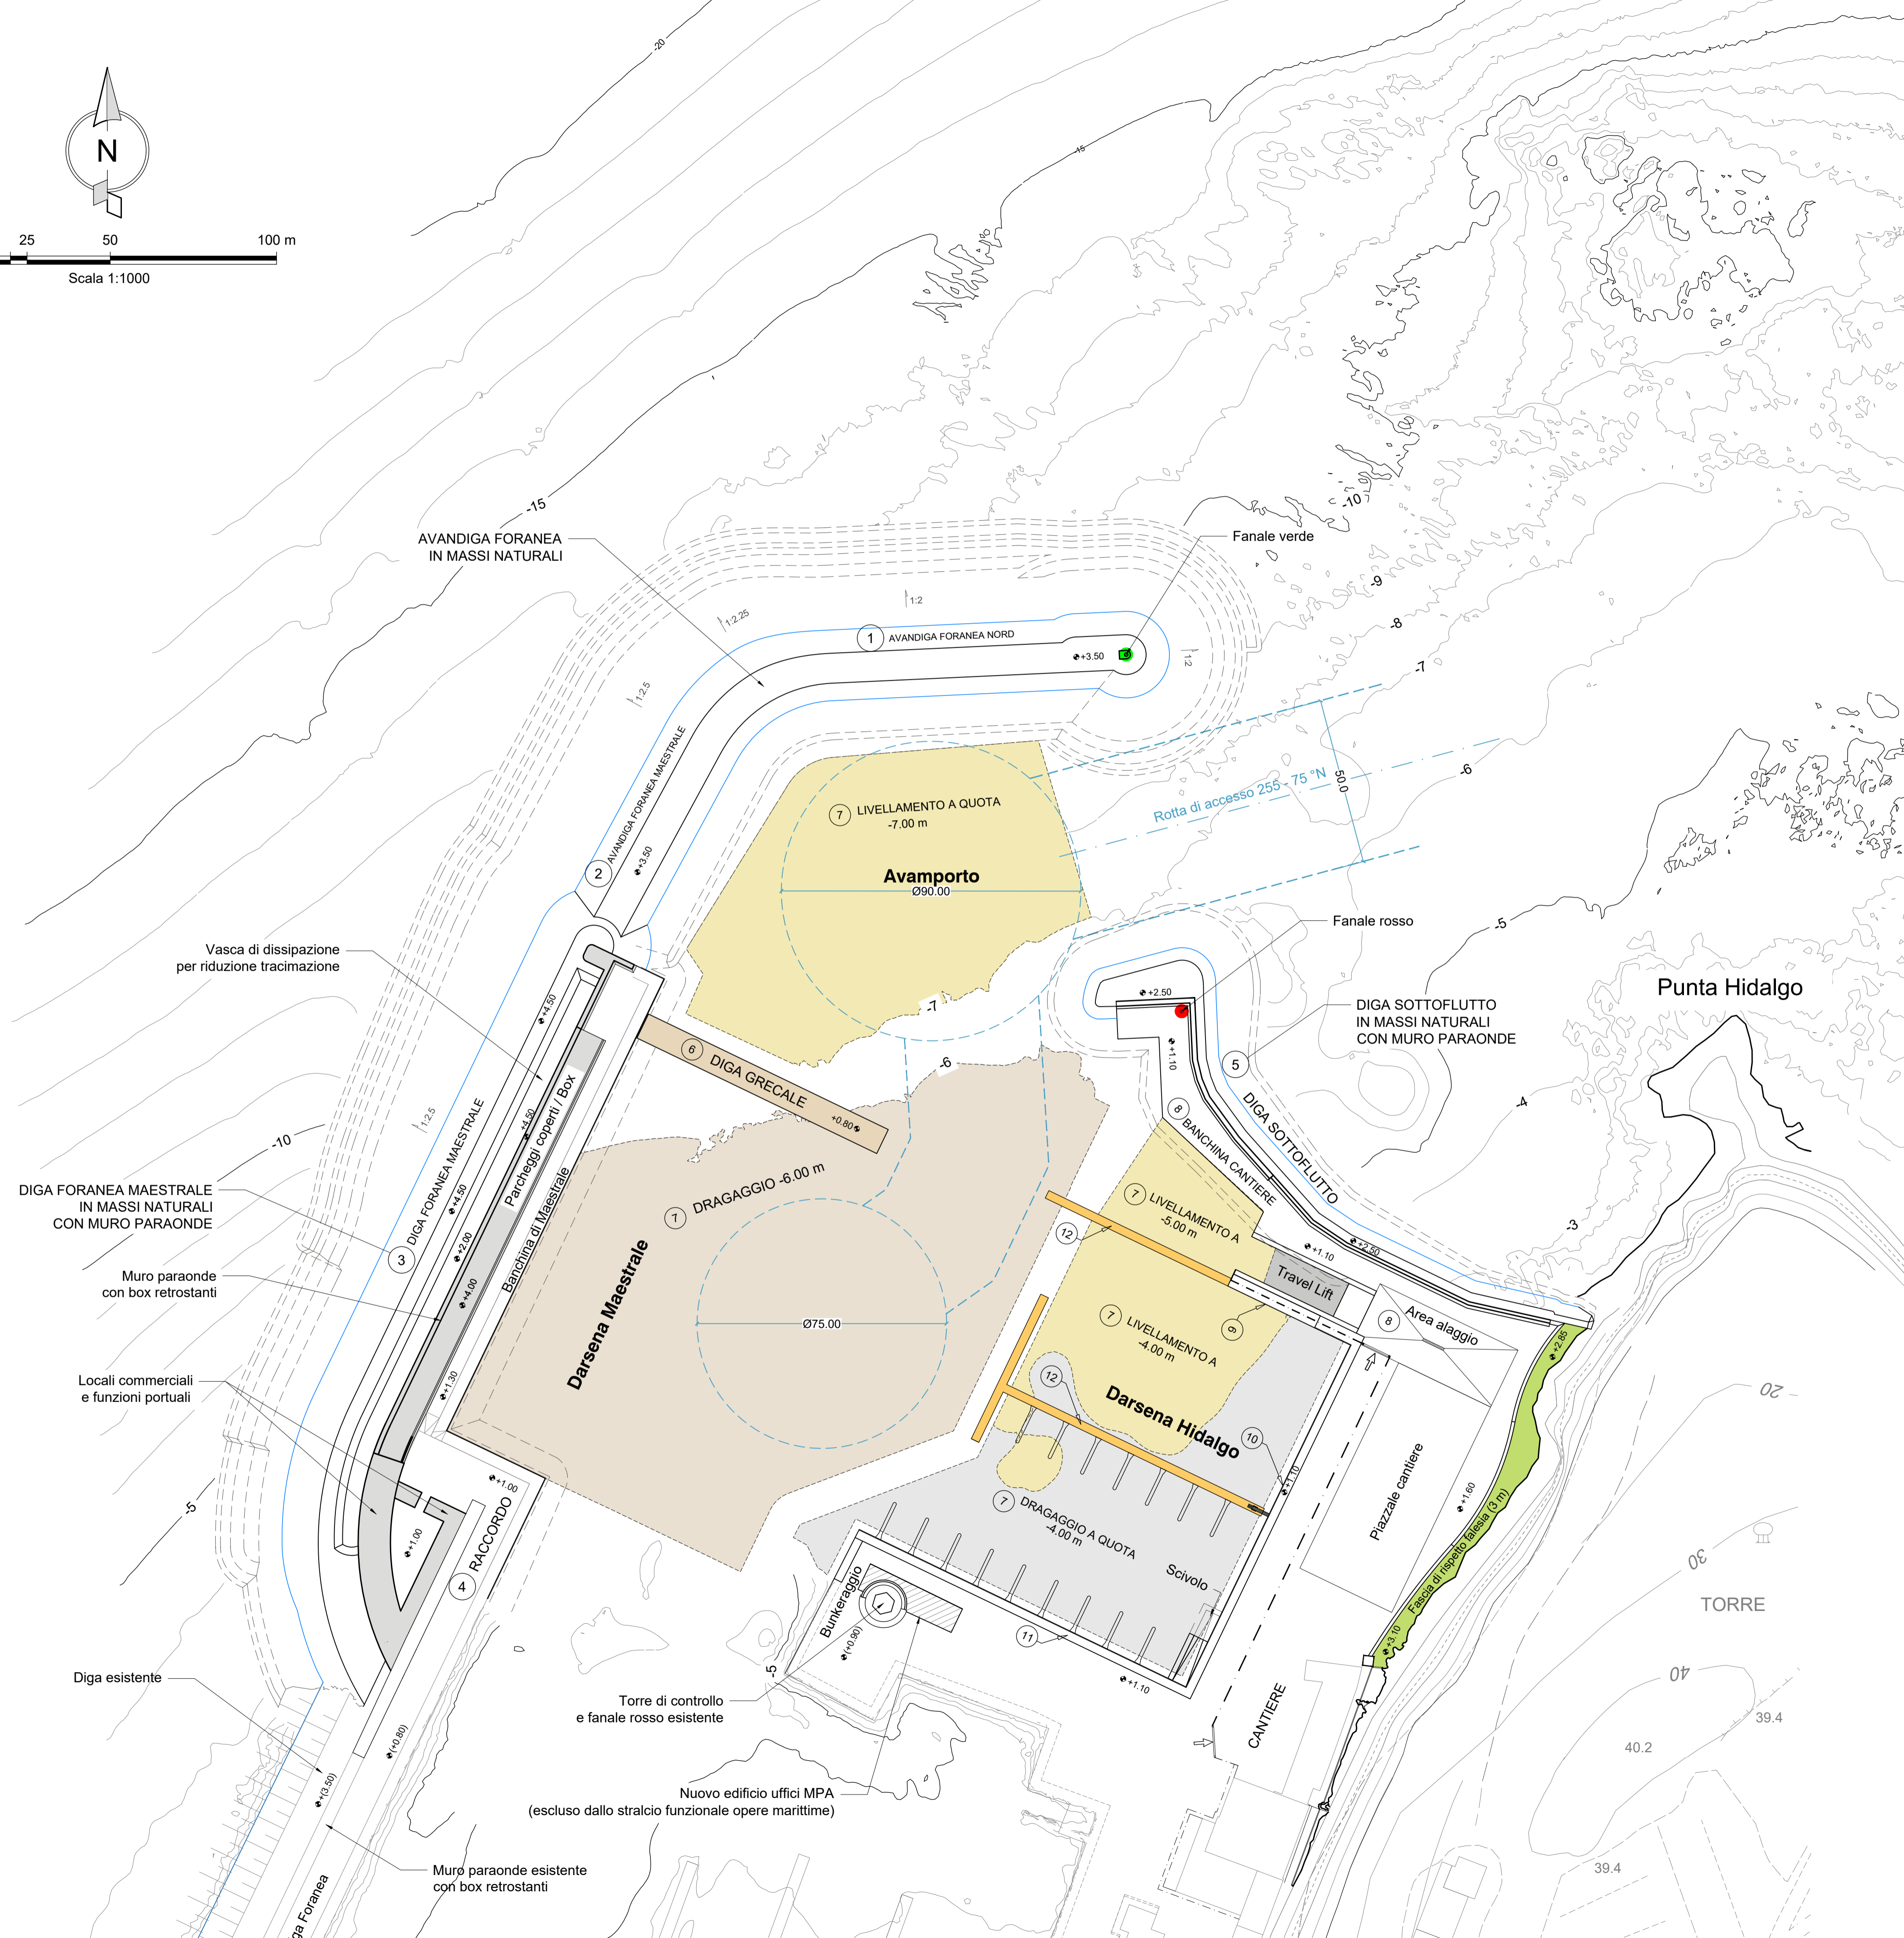 -20
N
25 50 100 m
Scala 1:1000
-15
-15
-10
AVANDIGA FORANEA
IN MASSI NATURALI
Fanale verde
-9
-8
-7
-6
1:2
1:2.25
1:2.5
1:2
1 AVANDIGA FORANEA NORD
+3.50
2 AVANDIGA FORANEA MAESTRALE
+3.50
50.0
Rotta di accesso 255 - 75 °N
7 LIVELLAMENTO A QUOTA
-7.00 m
Avamporto
Ø90.00
Fanale rosso
-5
Vasca di dissipazione
per riduzione tracimazione
Punta Hidalgo
+2.50
DIGA SOTTOFLUTTO
IN MASSI NATURALI
CON MURO PARAONDE
-7
+4.50
+1.10
6 DIGA GRECALE
+0.80
-6
5 DIGA SOTTOFLUTTO
-4
8 BANCHINA CANTIERE
1:2.5
-10
+4.50
Parcheggi coperti / Box
Banchina di Maestrale
3 DIGA FORANEA MAESTRALE
+4.50
+2.00
+4.00
+1.30
DIGA FORANEA MAESTRALE
IN MASSI NATURALI
CON MURO PARAONDE
7 DRAGAGGIO -6.00 m
7 LIVELLAMENTO A
-5.00 m
-3
12
+1.10
+2.50
Travel Lift
Muro paraonde
con box retrostanti
Darsena Maestrale
Ø75.00
7 LIVELLAMENTO A
-4.00 m
9
8
Area alaggio
+2.85
Locali commerciali
e funzioni portuali
12
Darsena Hidalgo
10
+1.10
20
+1.00
4 RACCORDO
+1.00
-5
7 DRAGAGGIO A QUOTA
-4.00 m
Piazzale cantiere
+1.60
Fascia di rispetto falesia (3 m)
30
Scivolo
TORRE
Bunkeraggio
(+0.90)
11
+1.10
+3.10
-5
Diga esistente
40
Torre di controllo
e fanale rosso esistente
CANTIERE
39.4
(+0.80)
40.2
+(3.50)
Nuovo edificio uffici MPA
(escluso dallo stralcio funzionale opere marittime)
Muro paraonde esistente
con box retrostanti
39.4
ga Foranea